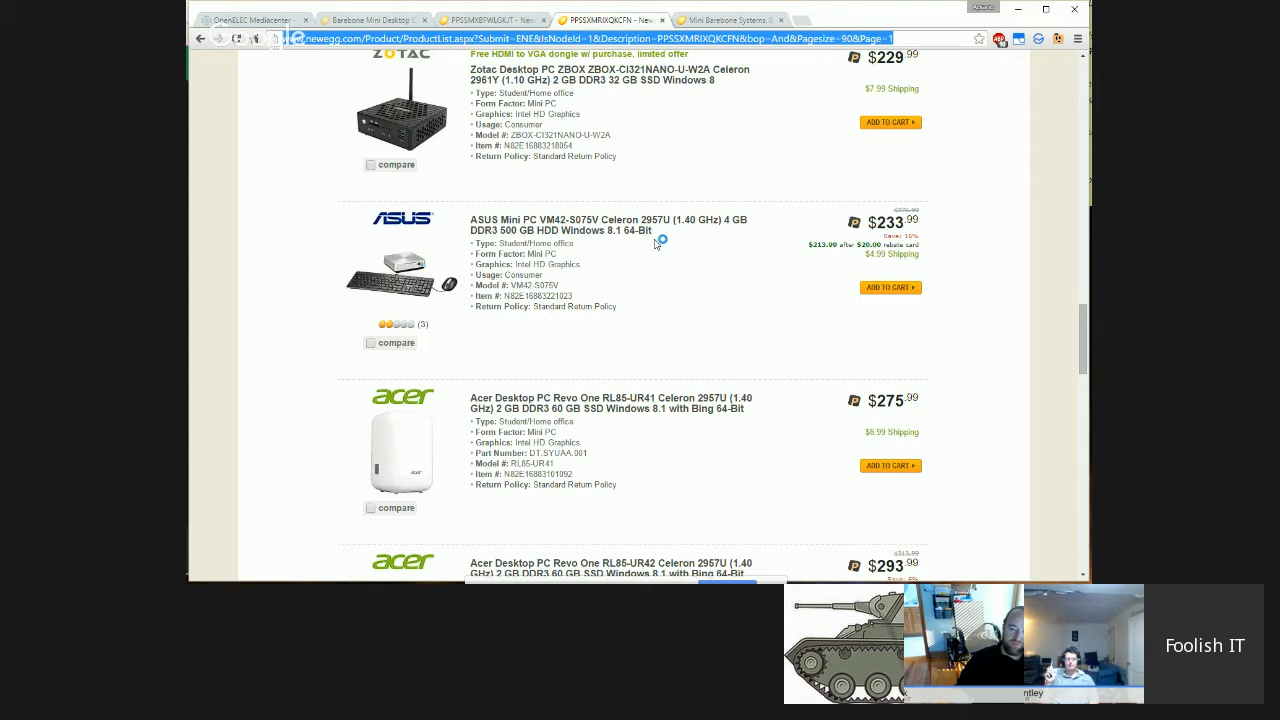 OpenELEC Mediacenter -
Barebone Mini Desktop C
PPSSMXBFWLGKJT - New
PPSSXMRIXQKCFN - New
Mini Barebone Systems, B
Google
www.newegg.com/Product/ProductList.aspx?Submit=ENE&IsNodeId=1&Description=PPSSXMRIXQKCFN&bop=And&Pagesize=90&Page=1
ABP
ZOTAC
Free HDMI to VGA dongle w/ purchase, limited offer
Zotac Desktop PC ZBOX ZBOX-CI321NANO-U-W2A Celeron
2961Y (1.10 GHz) 2 GB DDR3 32 GB SSD Windows 8
• Type: Student/Home office
• Form Factor: Mini PC
• Graphics: Intel HD Graphics
• Usage: Consumer
• Model #: ZBOX-CI321NANO-U-W2A
• Item #: N82E16883218054
• Return Policy: Standard Return Policy
compare
$229.99
$7.99 Shipping
ADD TO CART
ASUS
ASUS Mini PC VM42-S075V Celeron 2957U (1.40 GHz) 4 GB
DDR3 500 GB HDD Windows 8.1 64-Bit
• Type: Student/Home office
• Form Factor: Mini PC
• Graphics: Intel HD Graphics
• Usage: Consumer
• Model #: VM42-S075V
• Item #: N82E16883221023
• Return Policy: Standard Return Policy
(3)
compare
$233.99
Save: 15%
$213.99 after $20.00 rebate card
$4.99 Shipping
ADD TO CART
acer
Acer Desktop PC Revo One RL85-UR41 Celeron 2957U (1.40
GHz) 2 GB DDR3 60 GB SSD Windows 8.1 with Bing 64-Bit
• Type: Student/Home office
• Form Factor: Mini PC
• Graphics: Intel HD Graphics
• Part Number: DT.SYUAA.001
• Model #: RL85-UR41
• Item #: N82E16883101092
• Return Policy: Standard Return Policy
acer
compare
$275.99
$6.99 Shipping
ADD TO CART
acer
Acer Desktop PC Revo One RL85-UR42 Celeron 2957U (1.40
GHz) 2 GB DDR3 60 GB SSD Windows 8.1 with Bing 64-Bit
$313.99
$293.99
Foolish IT
ntley